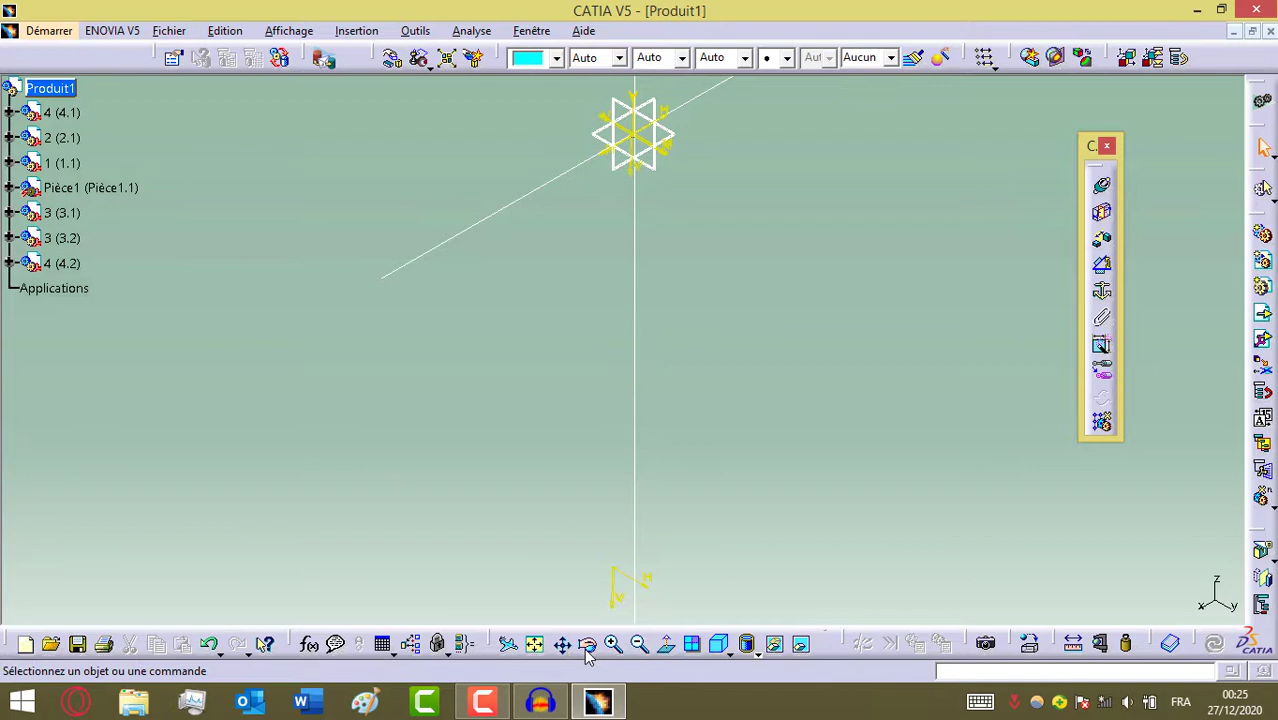 CATIA V5 - [Produit1]
Démarrer ENOVIA V5 Fichier Edition Affichage Insertion Outils Analyse Fenêtre Aide
Auto Auto Auto Aut Aucun
Produit1
4 (4.1)
2 (2.1)
1 (1.1)
Pièce1 (Pièce1.1)
3 (3.1)
3 (3.2)
4 (4.2)
Applications
C.
H
V
z
x y
f(x)
CATIA
Sélectionnez un objet ou une commande
FRA
00:25
27/12/2020